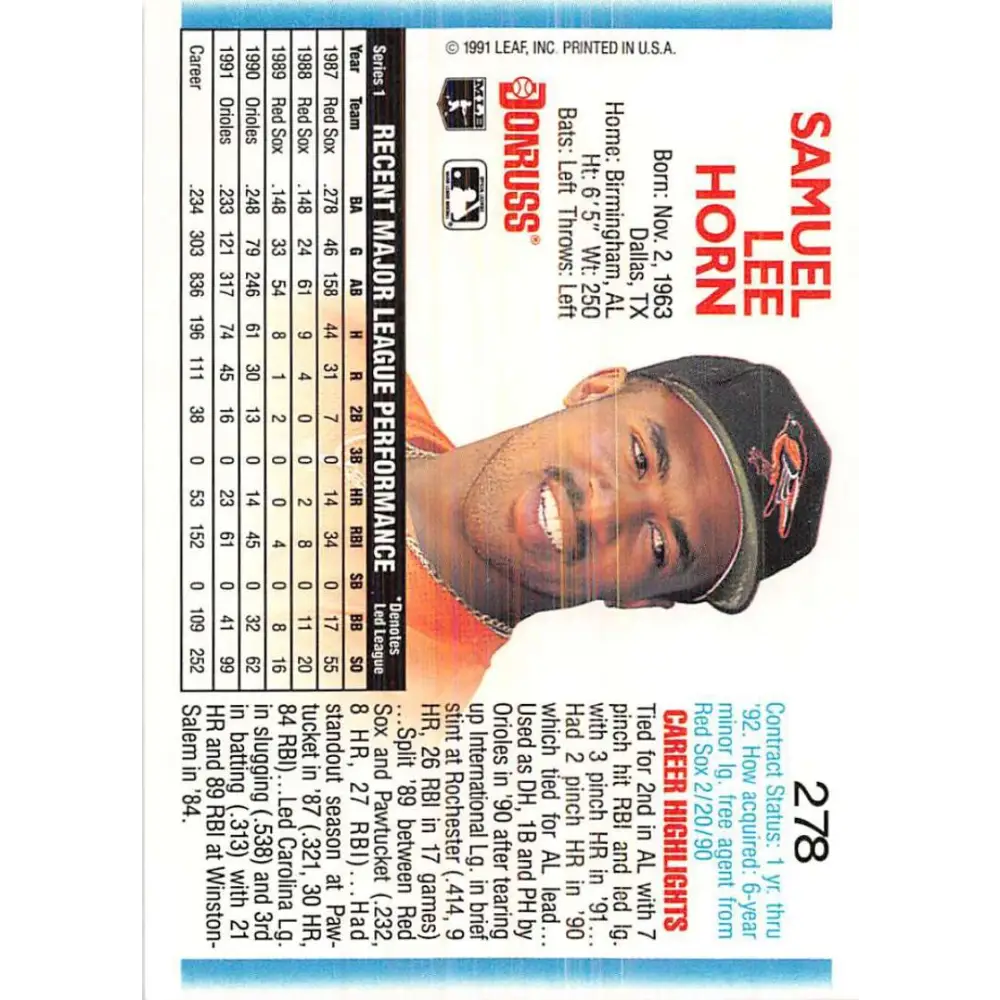 SAMUEL
LEE
HORN
Born: Nov. 2, 1963
Dallas, TX
Home: Birmingham, AL
Ht: 6'5" Wt: 250
Bats: Left Throws: Left
DONRUSS®
© 1991 LEAF, INC. PRINTED IN U.S.A.
278
Contract Status: 1 yr. thru
'92. How acquired: 6-year
minor lg. free agent from
Red Sox 2/20/90
CAREER HIGHLIGHTS
Tied for 2nd in AL with 7
pinch hit RBI and led lg.
with 3 pinch HR in '91...
Had 2 pinch HR in '90
which tied for AL lead...
Used as DH, 1B and PH by
Orioles in '90 after tearing
up International Lg. in brief
stint at Rochester (.414, 9
HR, 26 RBI in 17 games)
...Split '89 between Red
Sox and Pawtucket (.232,
8 HR, 27 RBI)...Had
standout season at Paw-
tucket in '87 (.321, 30 HR,
84 RBI)...Led Carolina Lg.
in slugging (.538) and 3rd
in batting (.313) with 21
HR and 89 RBI at Winston-
Salem in '84.
Series 1 RECENT MAJOR LEAGUE PERFORMANCE *Denotes
Led League
Year Team BA G AB H R 2B 3B HR RBI SB BB SO
1987 Red Sox .278 46 158 44 31 7 0 14 34 0 17 55
1988 Red Sox .148 24 61 9 4 0 0 2 8 0 11 20
1989 Red Sox .148 33 54 8 1 2 0 0 4 0 8 16
1990 Orioles .248 79 246 61 30 13 0 14 45 0 32 62
1991 Orioles .233 121 317 74 45 16 0 23 61 0 41 99
Career .234 303 836 196 111 38 0 53 152 0 109 252